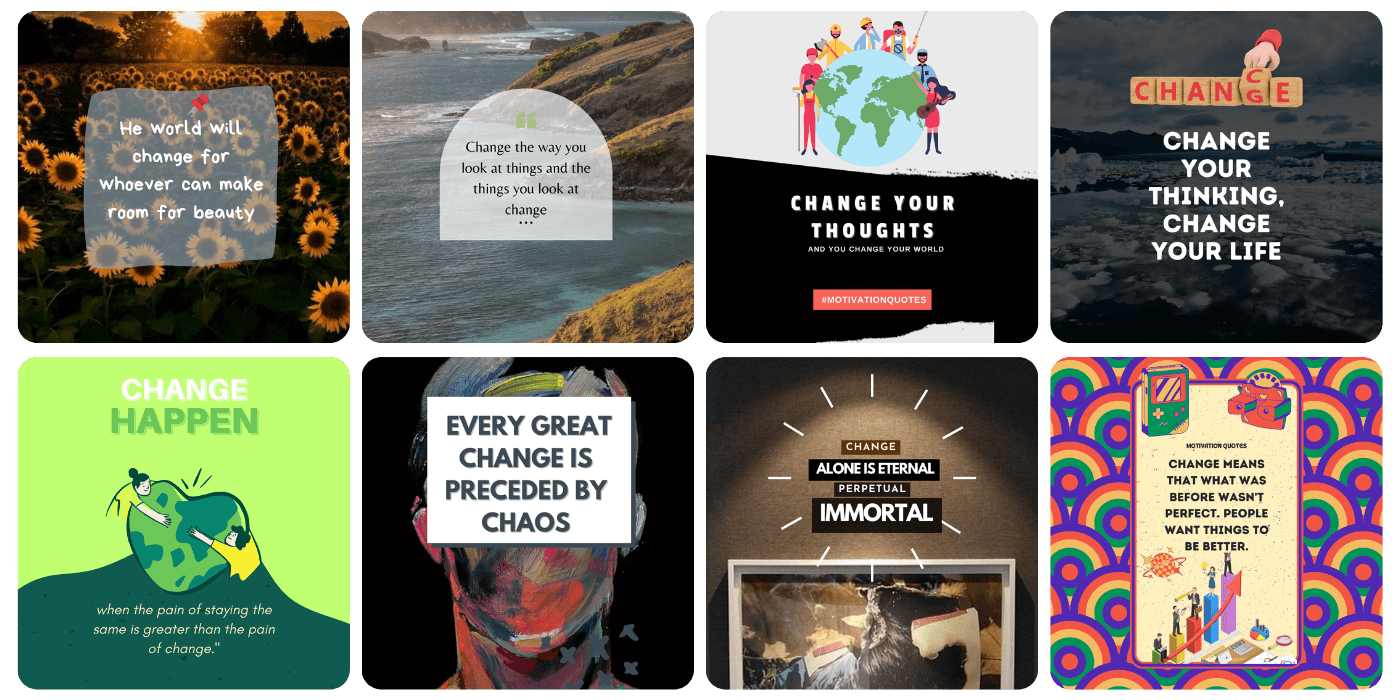 He world will
change for
whoever can make
room for beauty
Change the way you
look at things and the
things you look at
change
...
CHANGE YOUR
THOUGHTS
AND YOU CHANGE YOUR WORLD
#MOTIVATIONQUOTES
CHANCGE
CHANGE
YOUR
THINKING,
CHANGE
YOUR LIFE
CHANGE
HAPPEN
when the pain of staying the
same is greater than the pain
of change."
EVERY GREAT
CHANGE IS
PRECEDED BY
CHAOS
CHANGE
ALONE IS ETERNAL
PERPETUAL
IMMORTAL
MOTIVATION QUOTES
CHANGE MEANS
THAT WHAT WAS
BEFORE WASN'T
PERFECT. PEOPLE
WANT THINGS TO
BE BETTER.